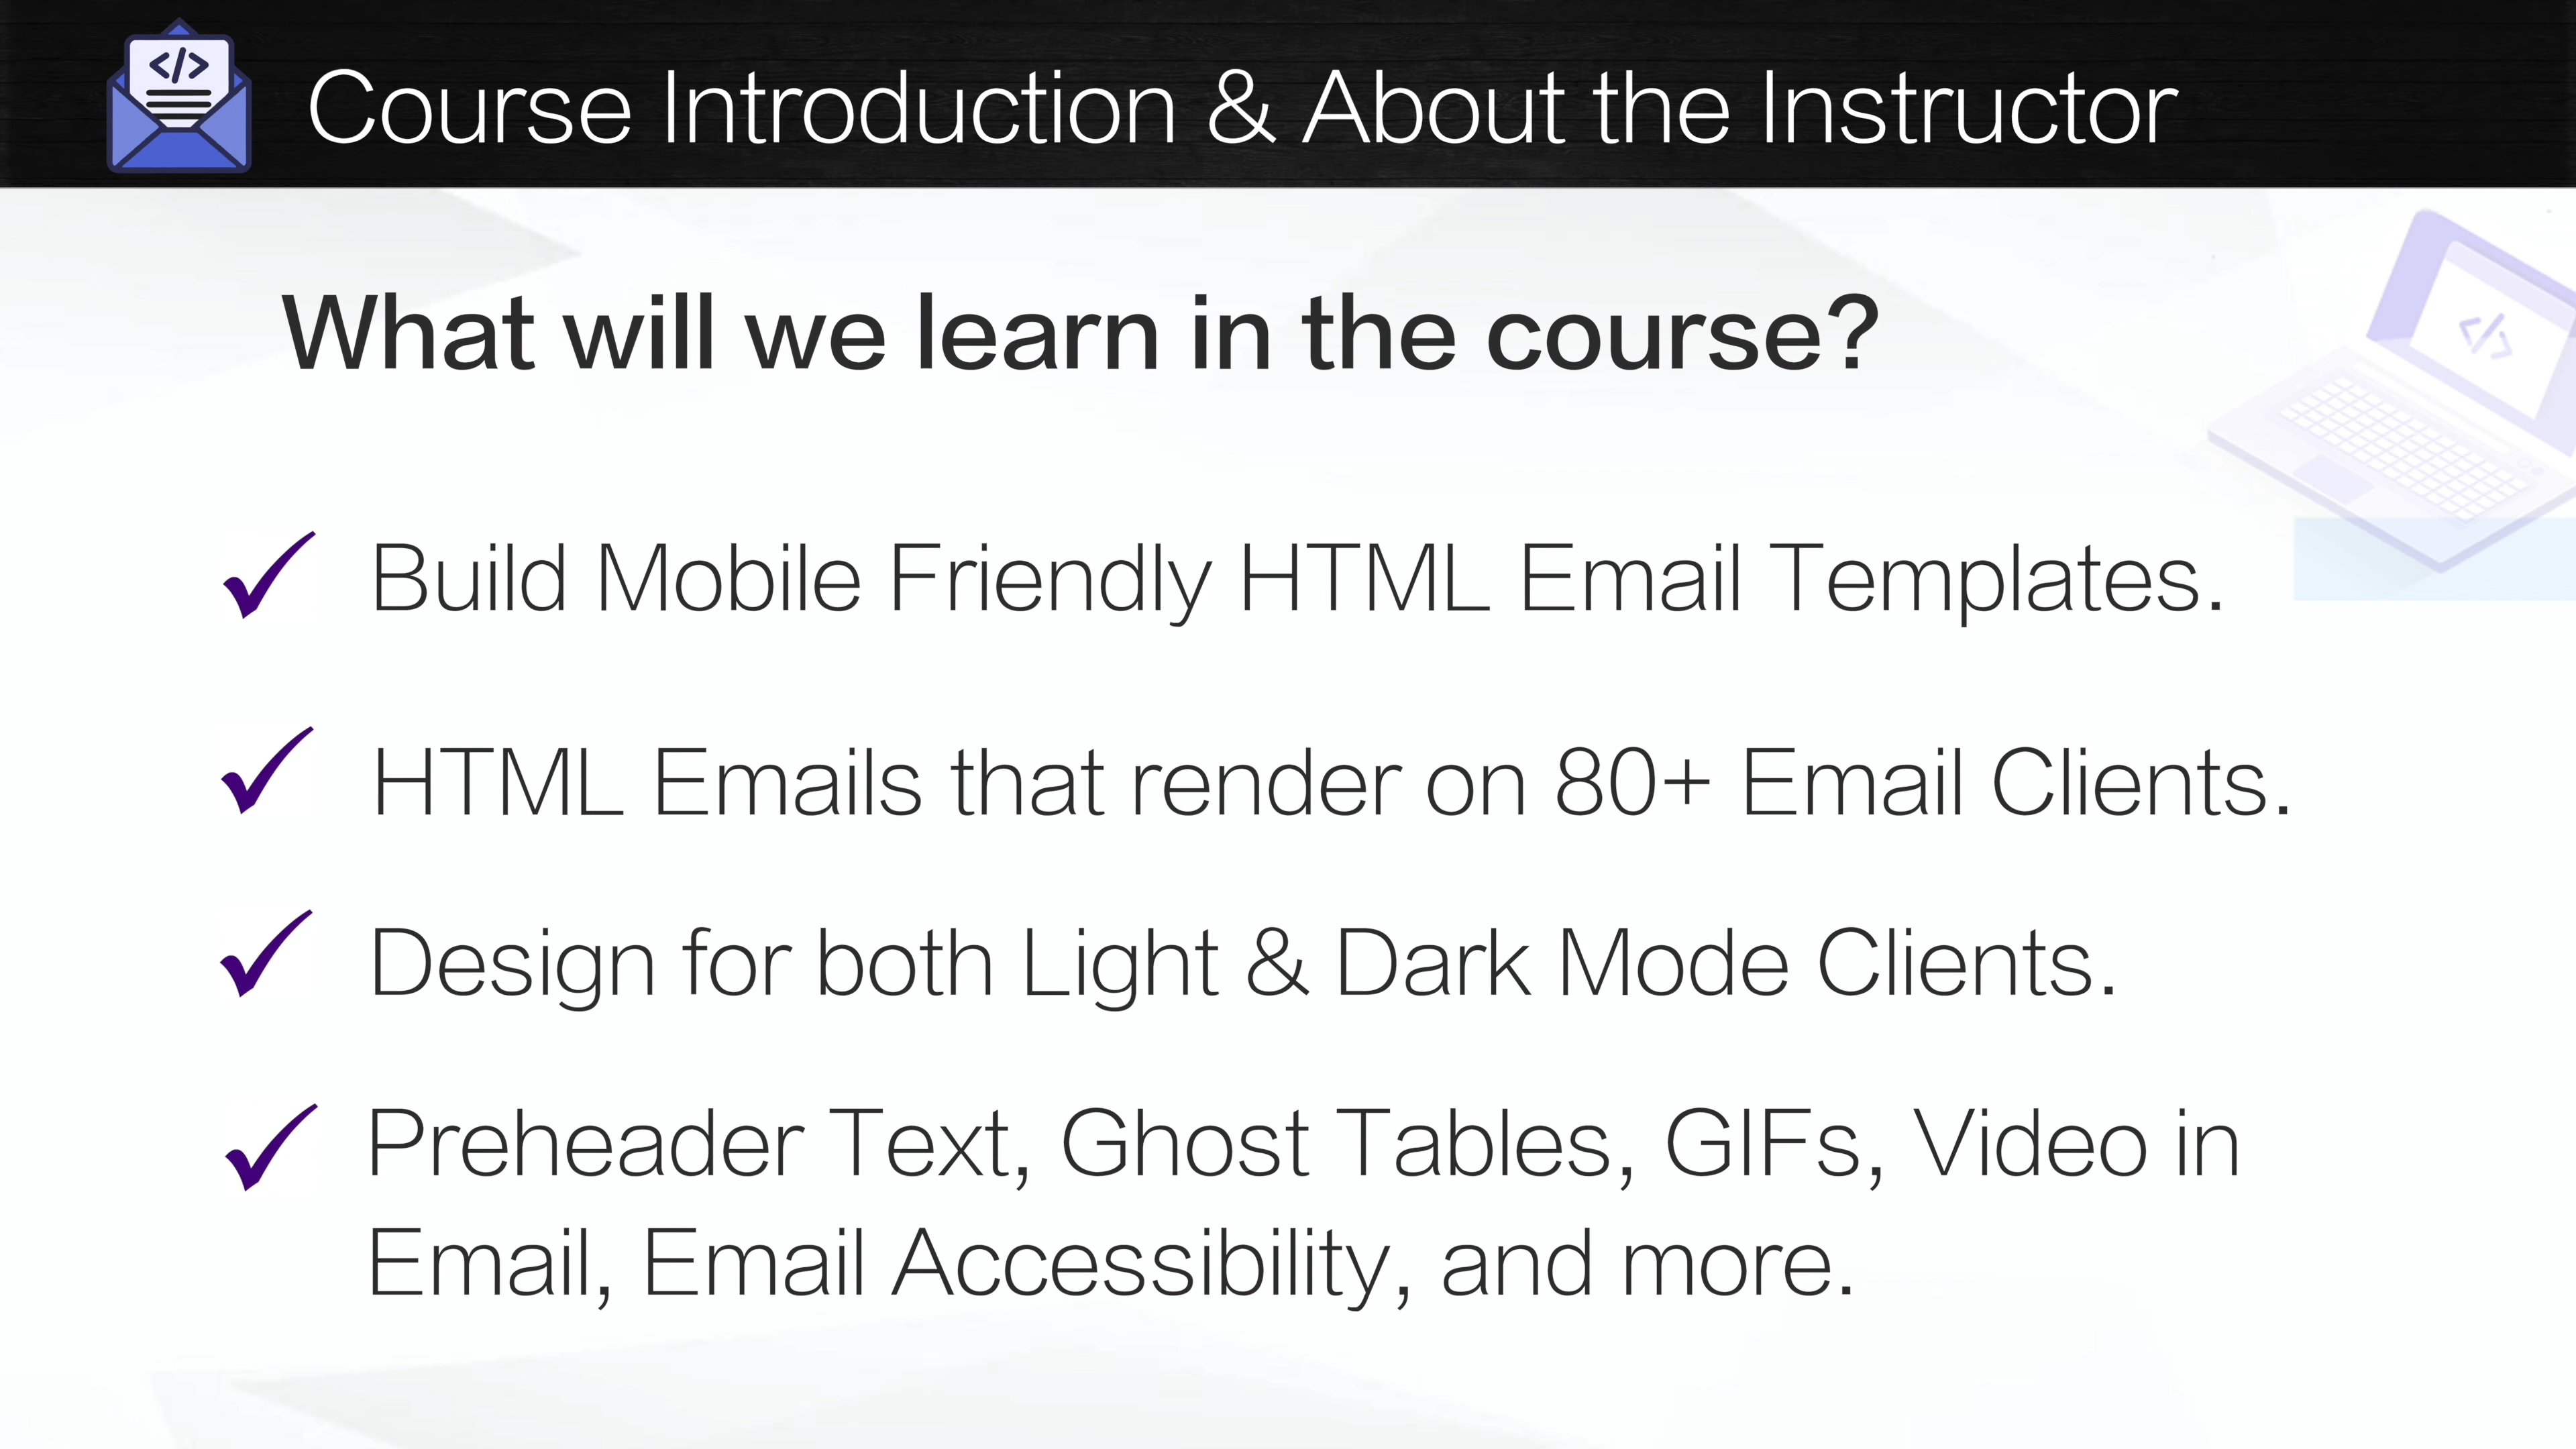 </>
Course Introduction & About the Instructor
What will we learn in the course?
</>
Build Mobile Friendly HTML Email Templates.
HTML Emails that render on 80+ Email Clients.
Design for both Light & Dark Mode Clients.
Preheader Text, Ghost Tables, GIFs, Video in
Email, Email Accessibility, and more.